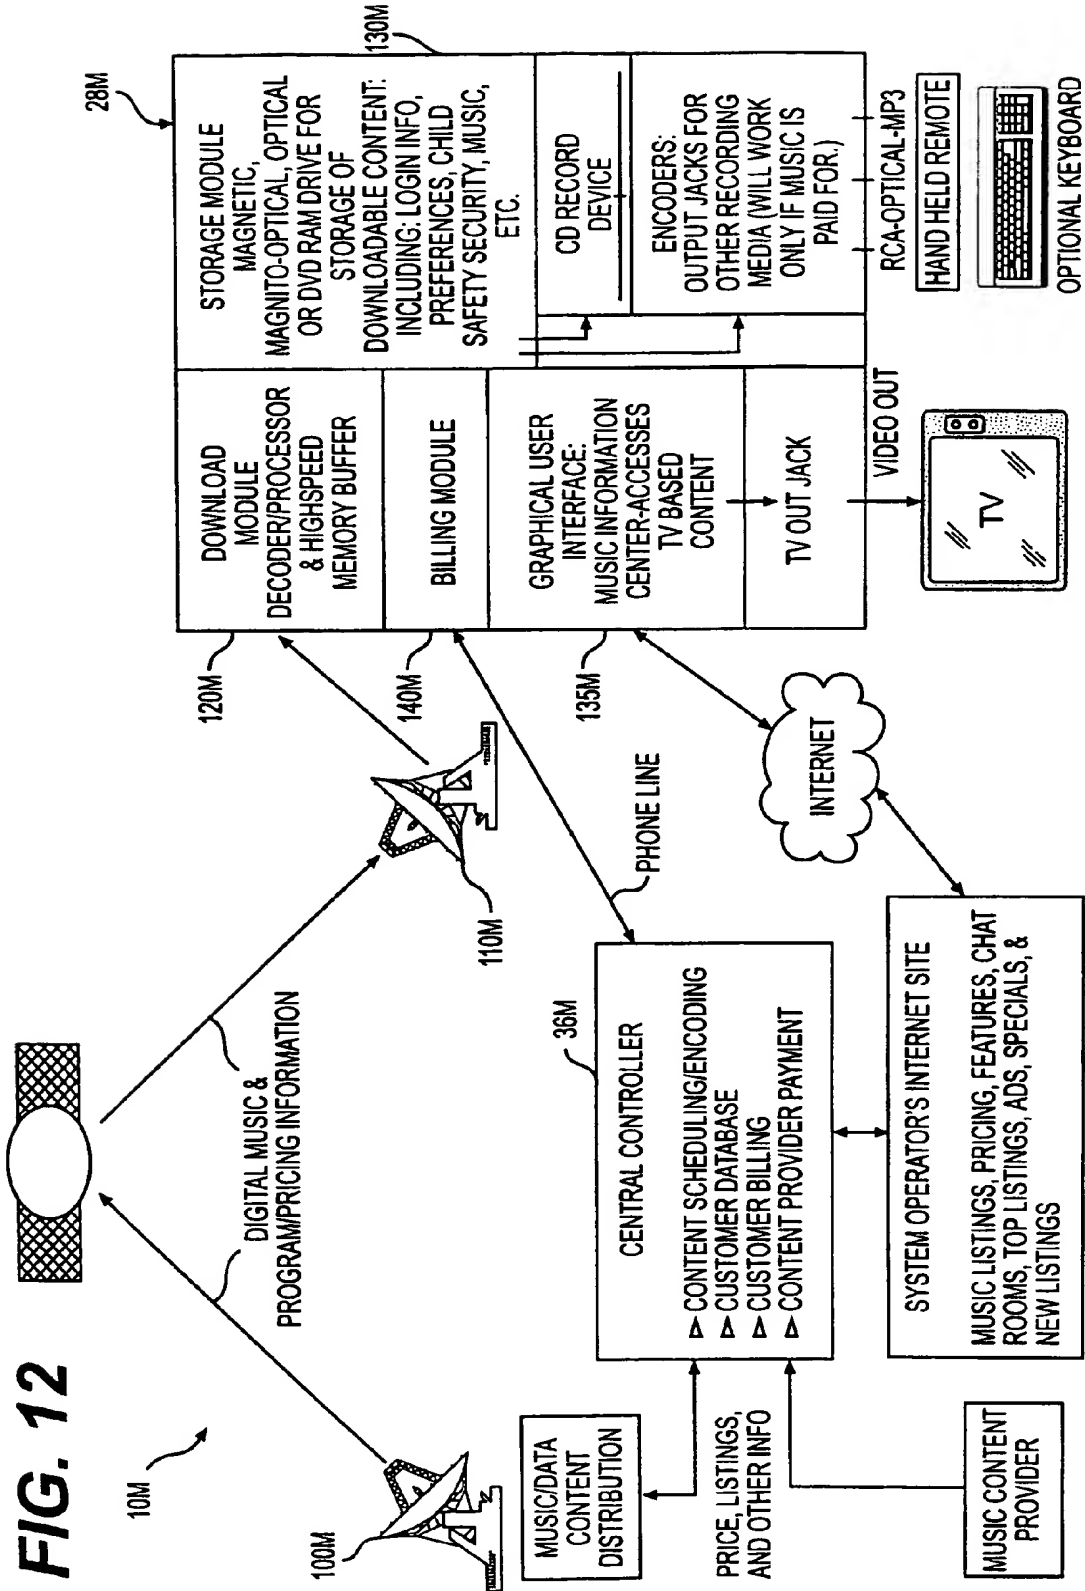 FIG. 12
10M
100M
DIGITAL MUSIC &
PROGRAM/PRICING INFORMATION
110M
28M
120M
DOWNLOAD
MODULE
DECODER/PROCESSOR
& HIGHSPEED
MEMORY BUFFER
140M
BILLING MODULE
135M
GRAPHICAL USER
INTERFACE:
MUSIC INFORMATION
CENTER-ACCESSES
TV BASED
CONTENT
TV OUT JACK
STORAGE MODULE
MAGNETIC,
MAGNITO-OPTICAL, OPTICAL
OR DVD RAM DRIVE FOR
STORAGE OF
DOWNLOADABLE CONTENT:
INCLUDING: LOGIN INFO,
PREFERENCES, CHILD
SAFETY SECURITY, MUSIC,
ETC.
130M
CD RECORD
DEVICE
ENCODERS:
OUTPUT JACKS FOR
OTHER RECORDING
MEDIA (WILL WORK
ONLY IF MUSIC IS
PAID FOR.)
VIDEO OUT
TV
RCA-OPTICAL-MP3
HAND HELD REMOTE
OPTIONAL KEYBOARD
PHONE LINE
INTERNET
MUSIC/DATA
CONTENT
DISTRIBUTION
36M
CENTRAL CONTROLLER
▷ CONTENT SCHEDULING/ENCODING
▷ CUSTOMER DATABASE
▷ CUSTOMER BILLING
▷ CONTENT PROVIDER PAYMENT
PRICE, LISTINGS,
AND OTHER INFO
MUSIC CONTENT
PROVIDER
SYSTEM OPERATOR'S INTERNET SITE
MUSIC LISTINGS, PRICING, FEATURES, CHAT
ROOMS, TOP LISTINGS, ADS, SPECIALS, &
NEW LISTINGS